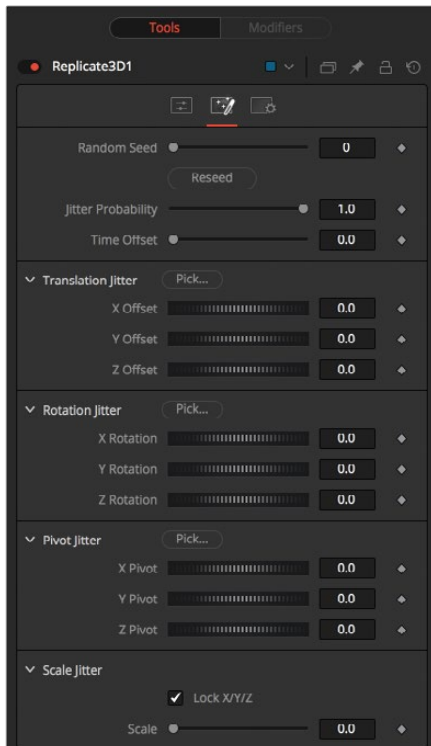 Tools Modifiers
Replicate3D1
Random Seed 0
Reseed
Jitter Probability 1.0
Time Offset 0.0
Translation Jitter Pick...
X Offset 0.0
Y Offset 0.0
Z Offset 0.0
Rotation Jitter Pick...
X Rotation 0.0
Y Rotation 0.0
Z Rotation 0.0
Pivot Jitter Pick...
X Pivot 0.0
Y Pivot 0.0
Z Pivot 0.0
Scale Jitter
Lock X/Y/Z
Scale 0.0